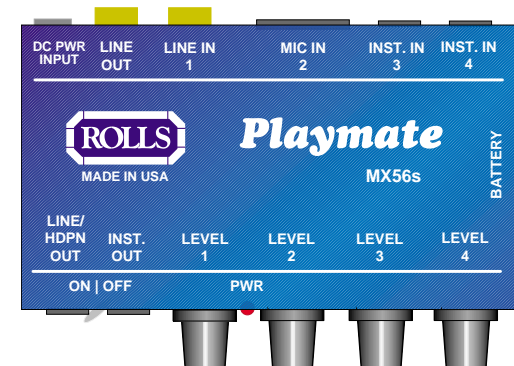 DC PWR INPUT
LINE OUT
LINE IN 1
MIC IN 2
INST. IN 3
INST. IN 4
ROLLS
MADE IN USA
Playmate
MX56s
BATTERY
LINE/ HDPN OUT
INST. OUT
LEVEL 1
LEVEL 2
LEVEL 3
LEVEL 4
ON | OFF
PWR